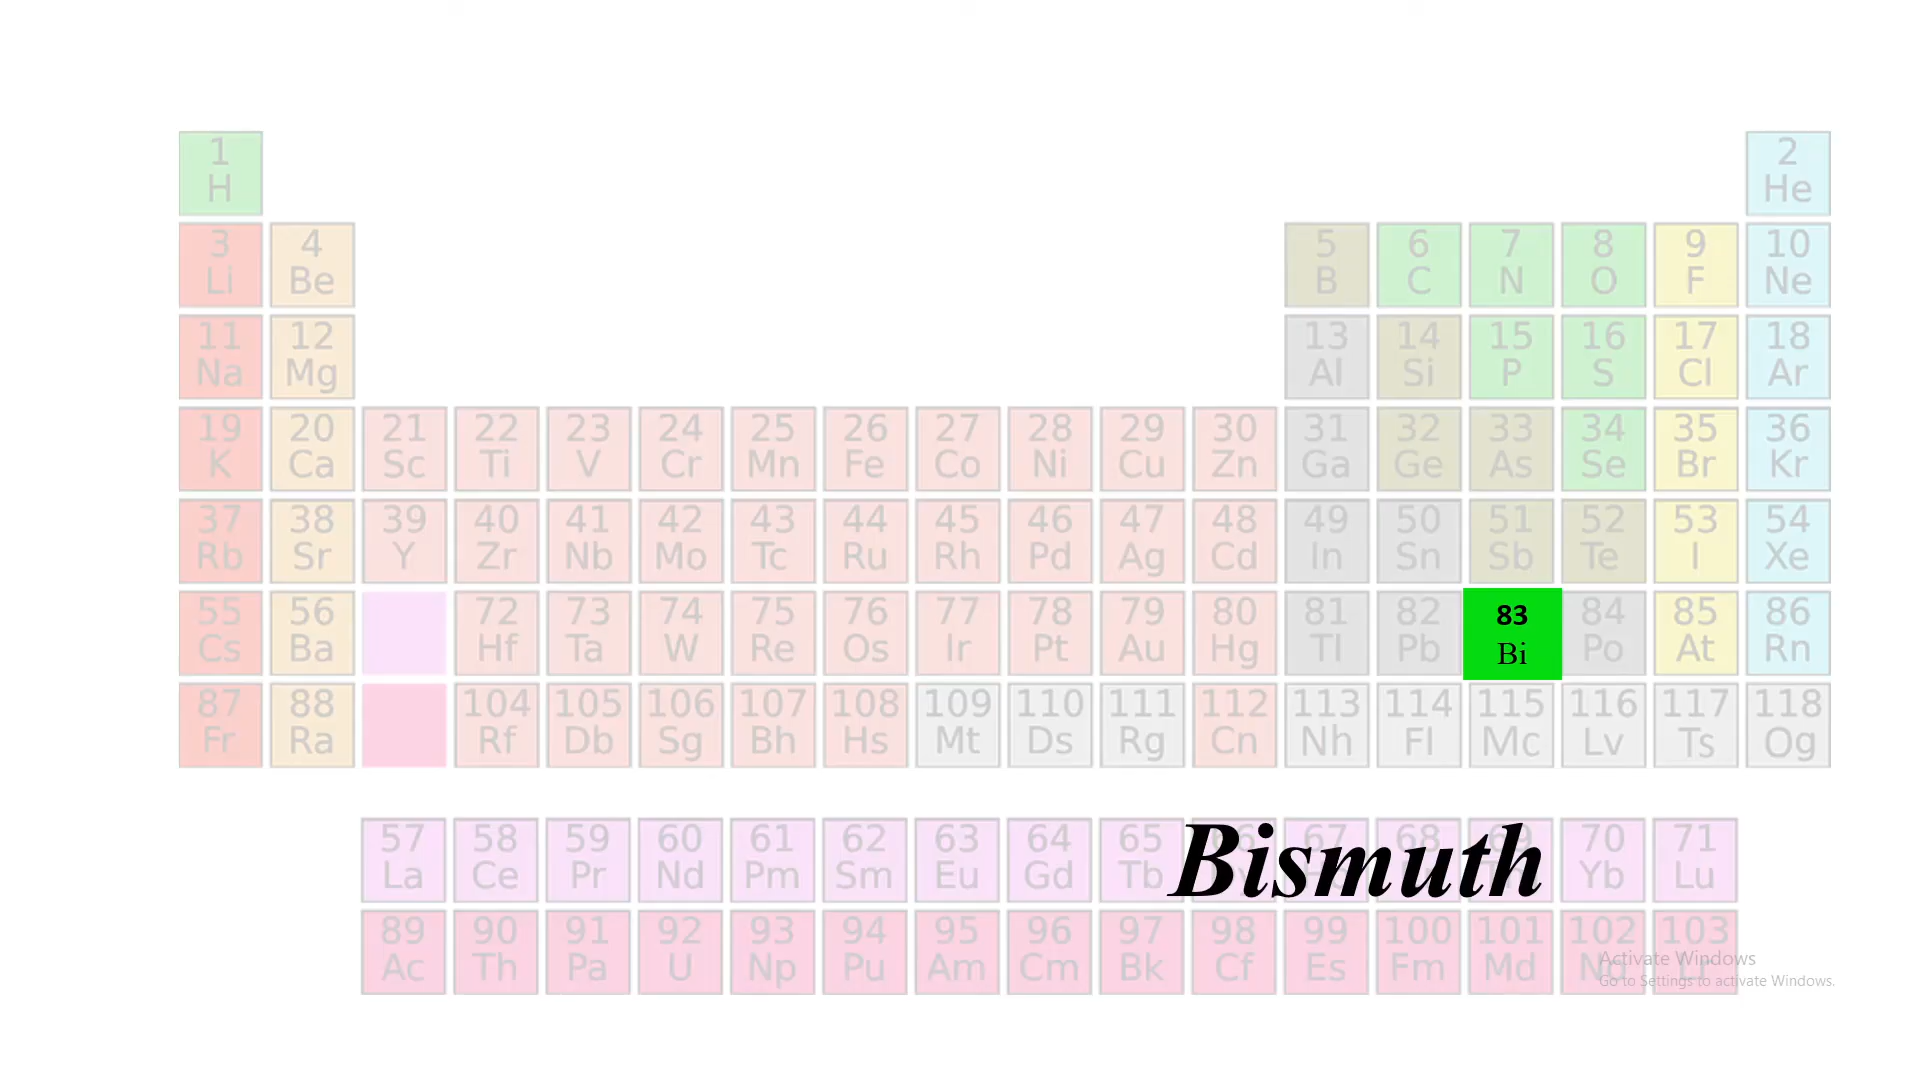 1 2
H He
3 4 5 6 7 8 9 10
Li Be B C N O F Ne
11 12 13 14 15 16 17 18
Na Mg Al Si P S Cl Ar
19 20 21 22 23 24 25 26 27 28 29 30 31 32 33 34 35 36
K Ca Sc Ti V Cr Mn Fe Co Ni Cu Zn Ga Ge As Se Br Kr
37 38 39 40 41 42 43 44 45 46 47 48 49 50 51 52 53 54
Rb Sr Y Zr Nb Mo Tc Ru Rh Pd Ag Cd In Sn Sb Te I Xe
55 56 72 73 74 75 76 77 78 79 80 81 82 83 84 85 86
Cs Ba Hf Ta W Re Os Ir Pt Au Hg Tl Pb Bi Po At Rn
87 88 104 105 106 107 108 109 110 111 112 113 114 115 116 117 118
Fr Ra Rf Db Sg Bh Hs Mt Ds Rg Cn Nh Fl Mc Lv Ts Og
57 58 59 60 61 62 63 64 65 67 68 70 71
La Ce Pr Nd Pm Sm Eu Gd Tb Yb Lu
Bismuth
89 90 91 92 93 94 95 96 97 98 99 100 101 102 103
Ac Th Pa U Np Pu Am Cm Bk Cf Es Fm Md
Activate Windows
Go to Settings to activate Windows.